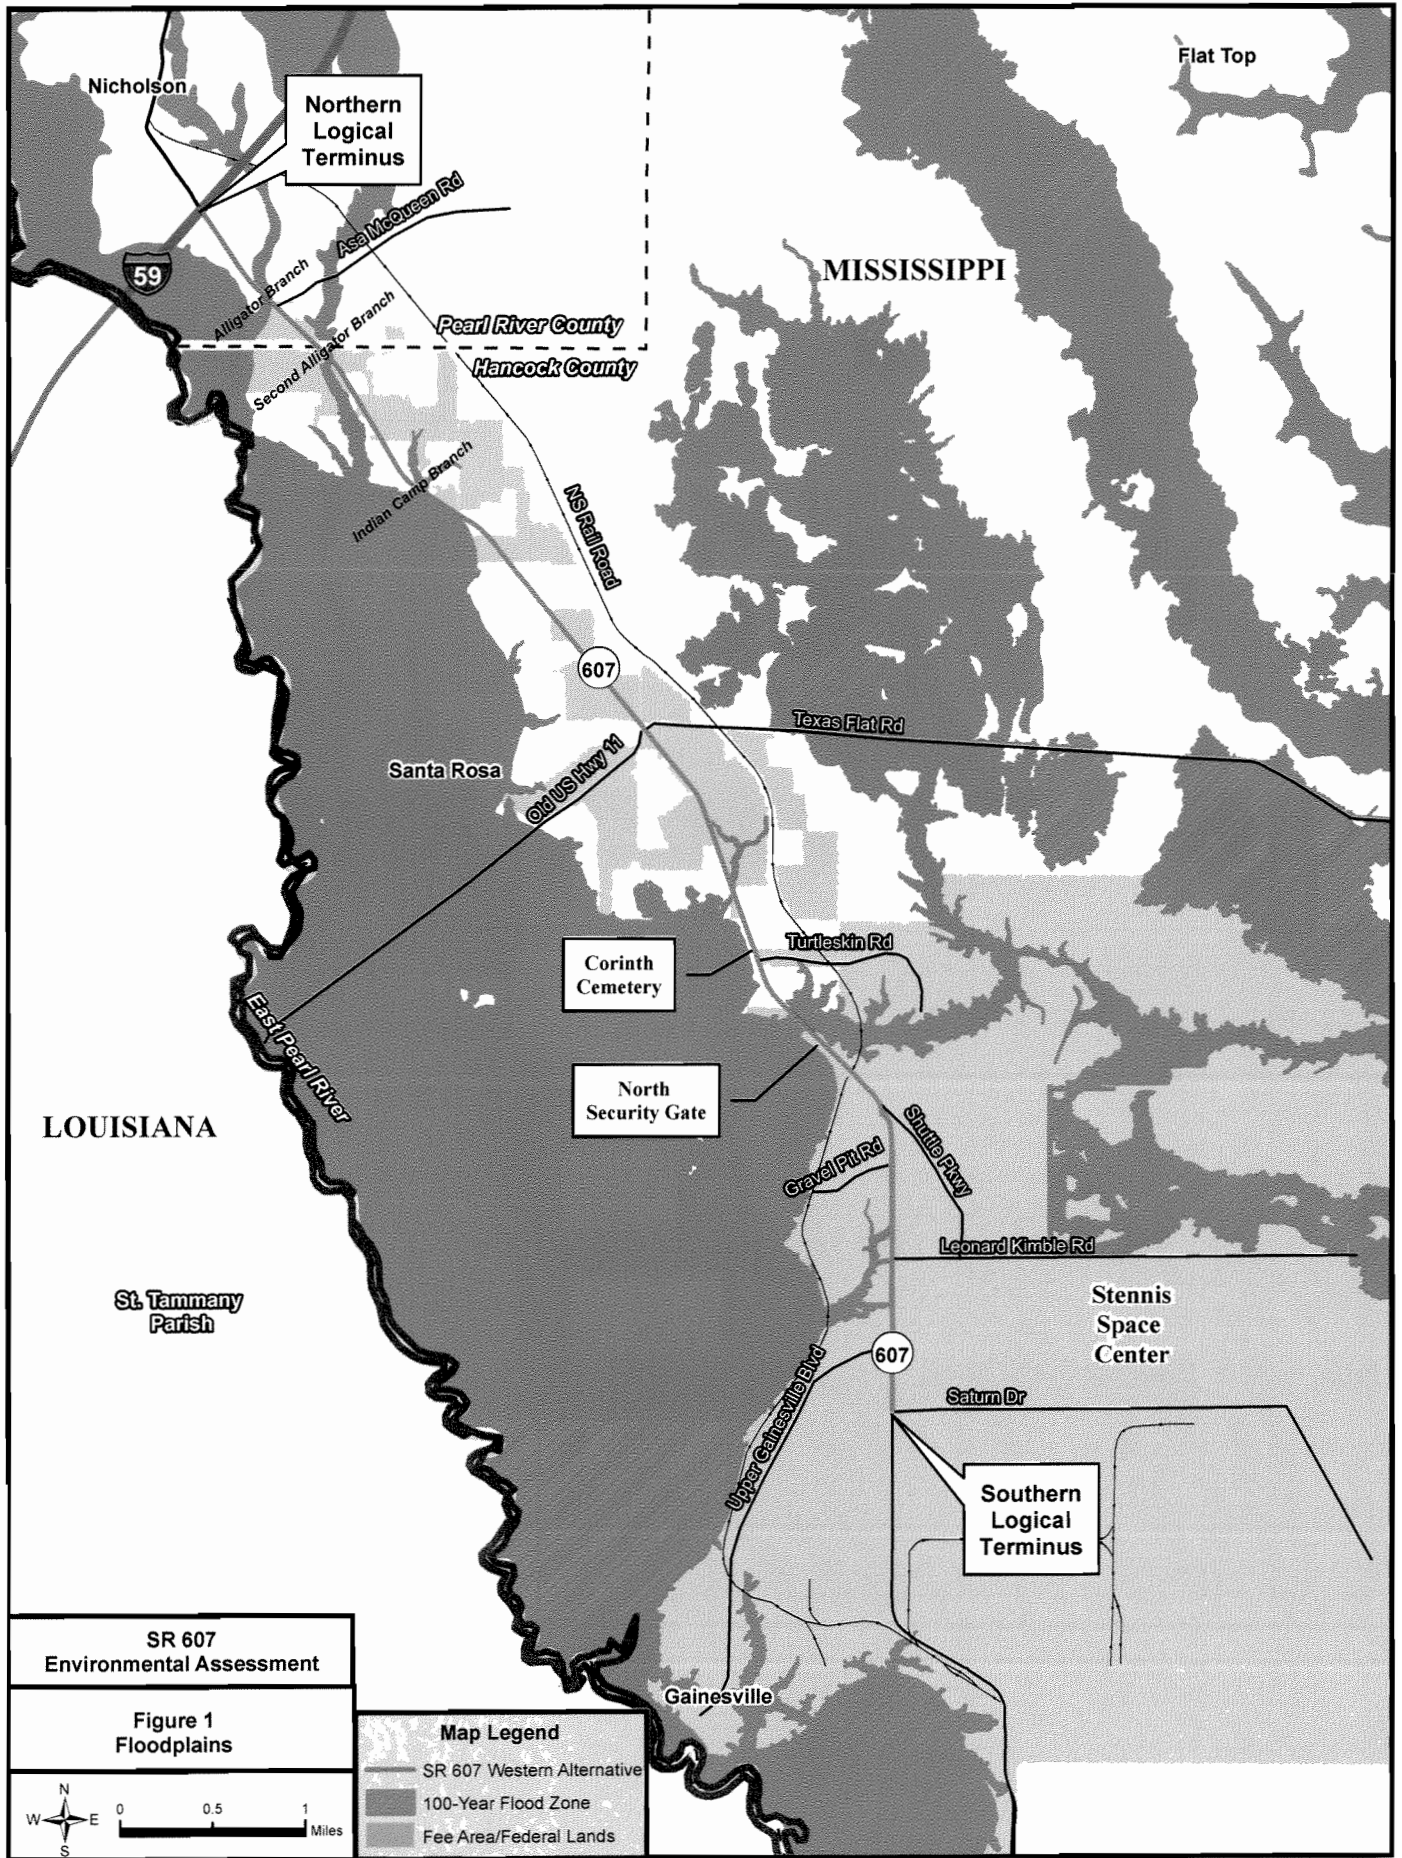 Flat Top
Nicholson
Northern
Logical
Terminus
Asa McQueen Rd
MISSISSIPPI
59
Alligator Branch
Second Alligator Branch
Pearl River County
Hancock County
Indian Camp Branch
NS Rail Road
607
Texas Flat Rd
Santa Rosa
Old US Hwy 11
Turtleskin Rd
Corinth
Cemetery
East Pearl River
North
Security Gate
LOUISIANA
Shuttle Pkwy
Gravel Pit Rd
Leonard Kimble Rd
St. Tammany
Parish
Stennis
Space
Center
607
Upper Gainesville Blvd
Saturn Dr
Southern
Logical
Terminus
Gainesville
SR 607
Environmental Assessment
Figure 1
Floodplains
N
W E
S
0 0.5 1
Miles
Map Legend
SR 607 Western Alternative
100-Year Flood Zone
Fee Area/Federal Lands